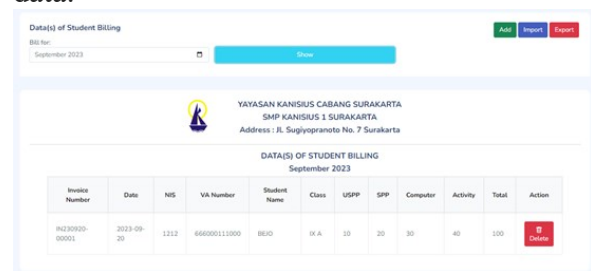 Data(s) of Student Billing
Add Import Export
Bill for:
September 2023
Show
YAYASAN KANISIUS CABANG SURAKARTA
SMP KANISIUS 1 SURAKARTA
Address : Jl. Sugiyopranoto No. 7 Surakarta
DATA(S) OF STUDENT BILLING
September 2023
Invoice Number Date NIS VA Number Student Name Class USPP SPP Computer Activity Total Action
IN230920-00001 2023-09-20 1212 666000111000 BEJO IX A 10 20 30 40 100 Delete